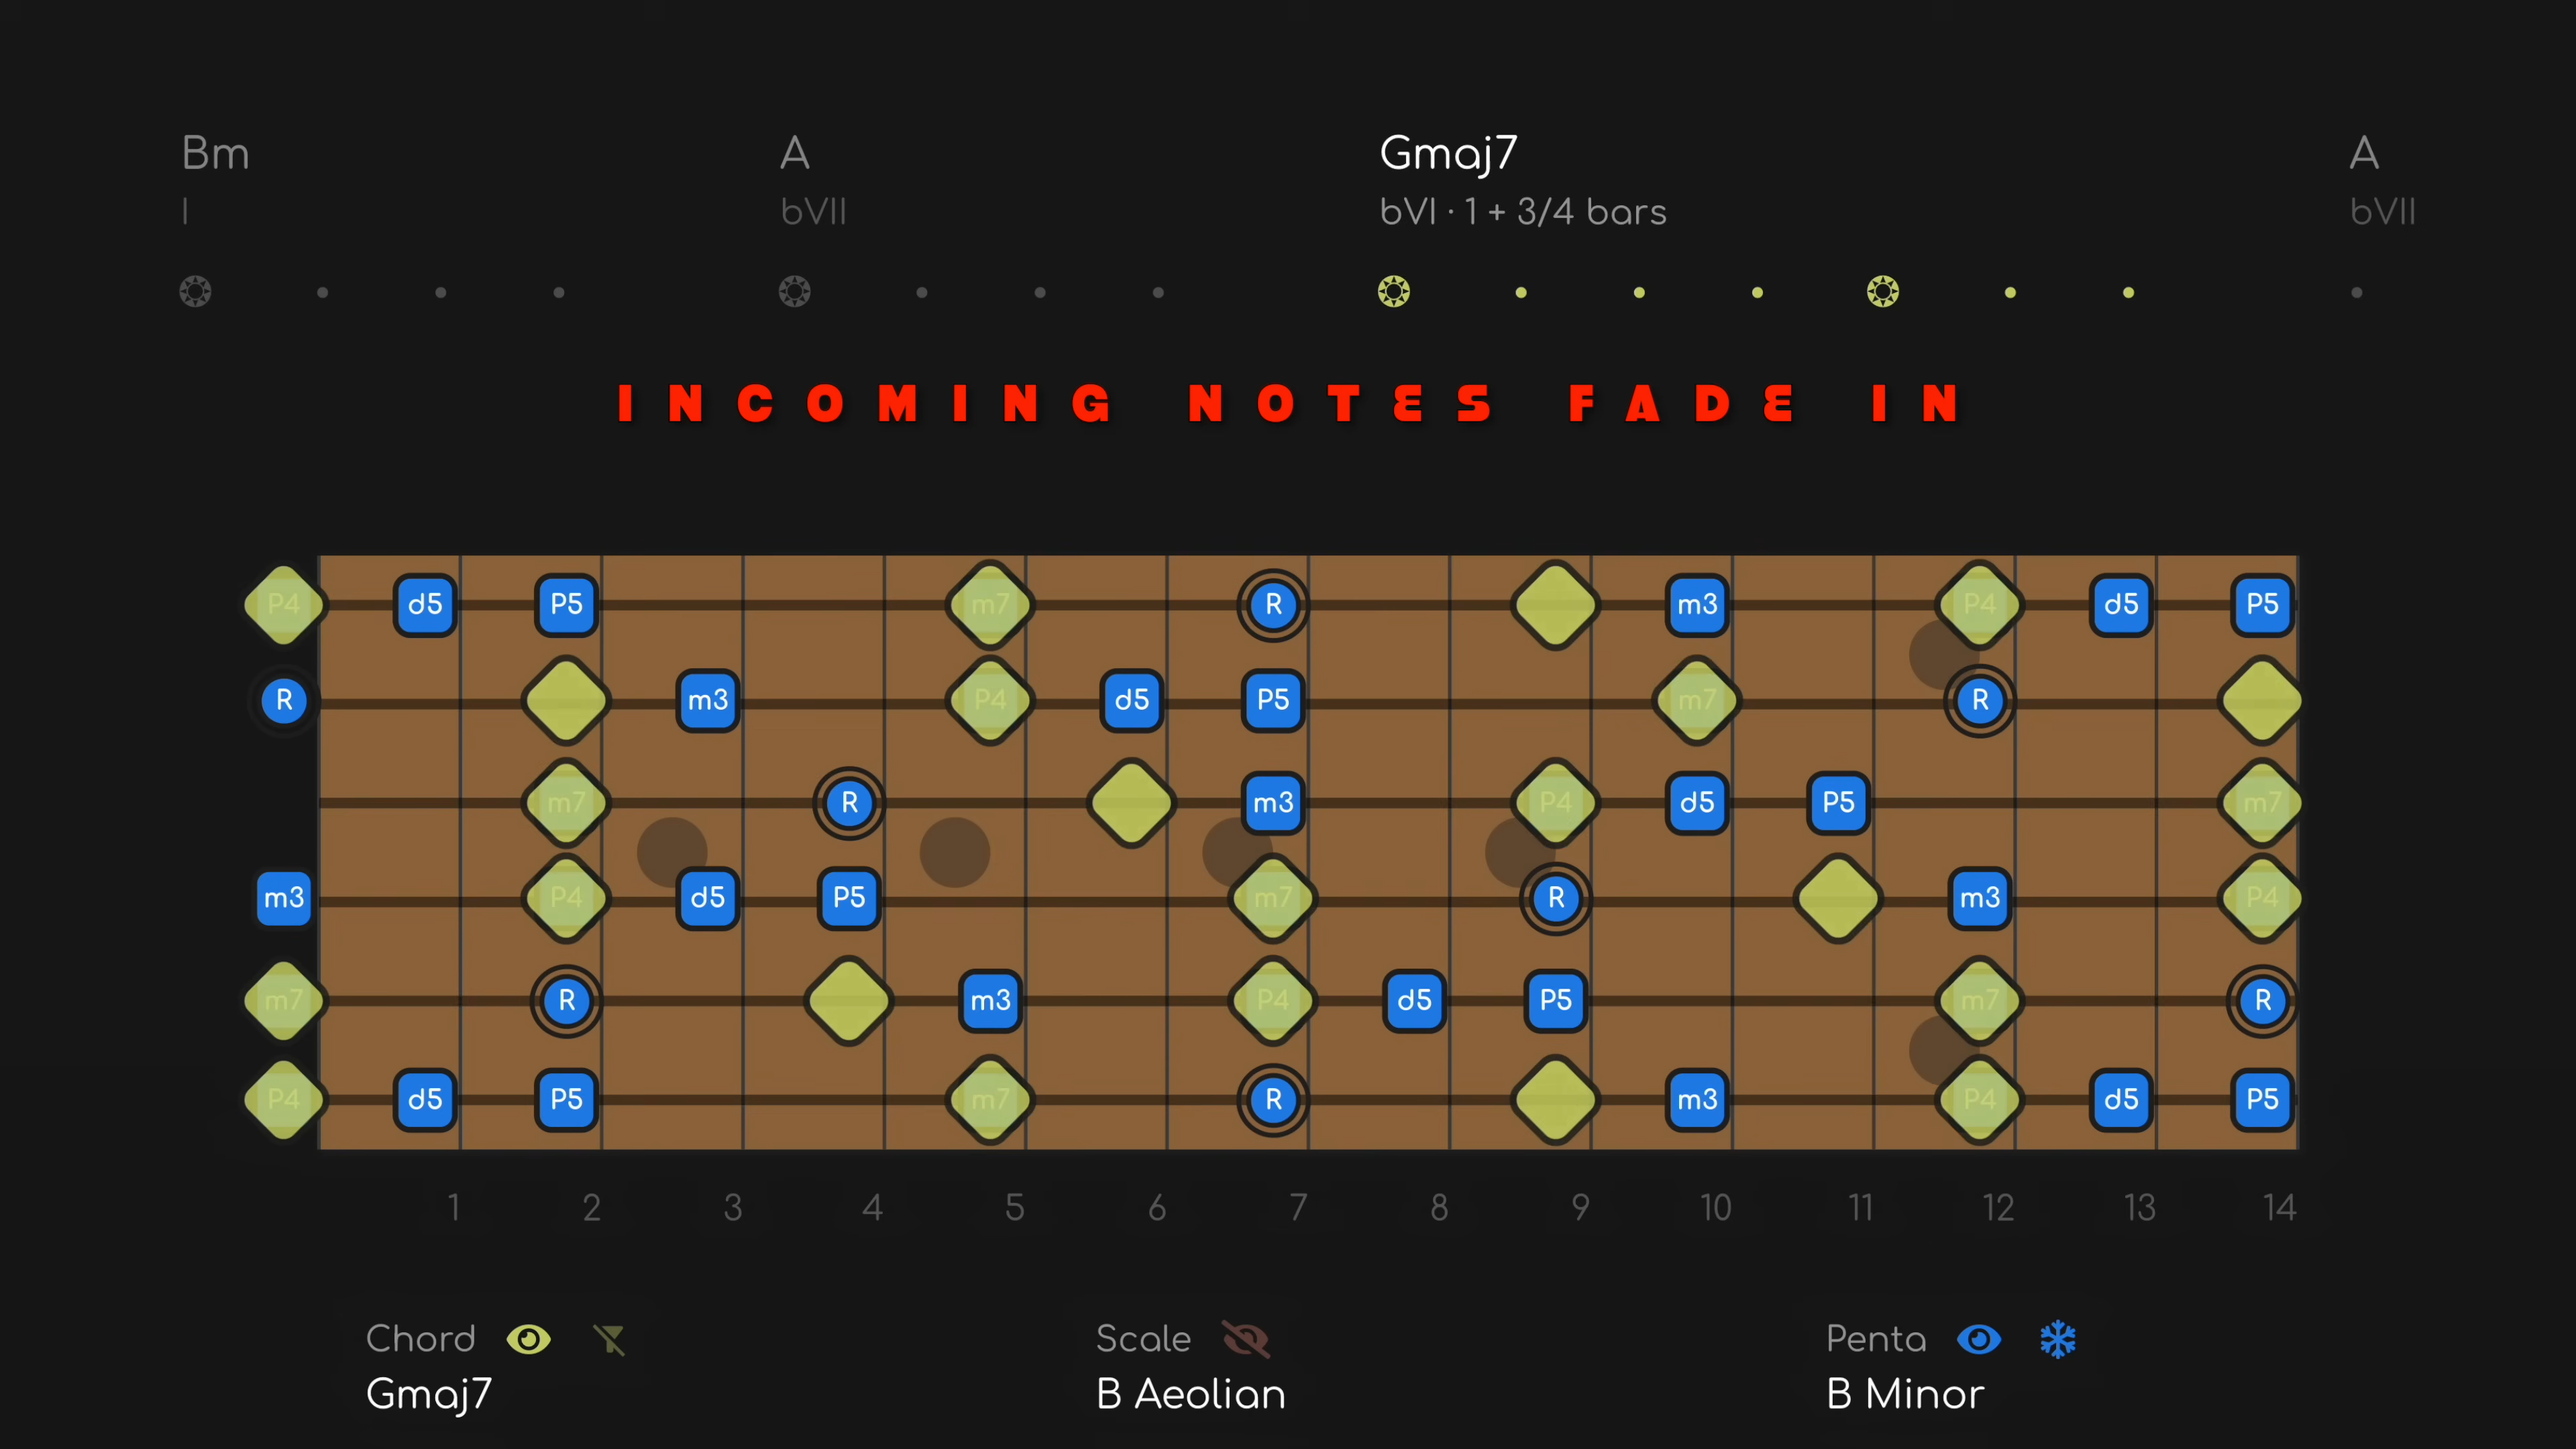 Bm A Gmaj7 A
I bVII bVI · 1 + 3/4 bars bVII
INCOMING NOTES FADE IN
P4 d5 P5 m7 R m3 P4 d5 P5
R m3 P4 d5 P5 m7 R
m7 R m3 P4 d5 P5 m7
m3 P4 d5 P5 m7 R m3 P4
m7 R m3 P4 d5 P5 m7 R
P4 d5 P5 m7 R m3 P4 d5 P5
1 2 3 4 5 6 7 8 9 10 11 12 13 14
Chord Scale Penta
Gmaj7 B Aeolian B Minor